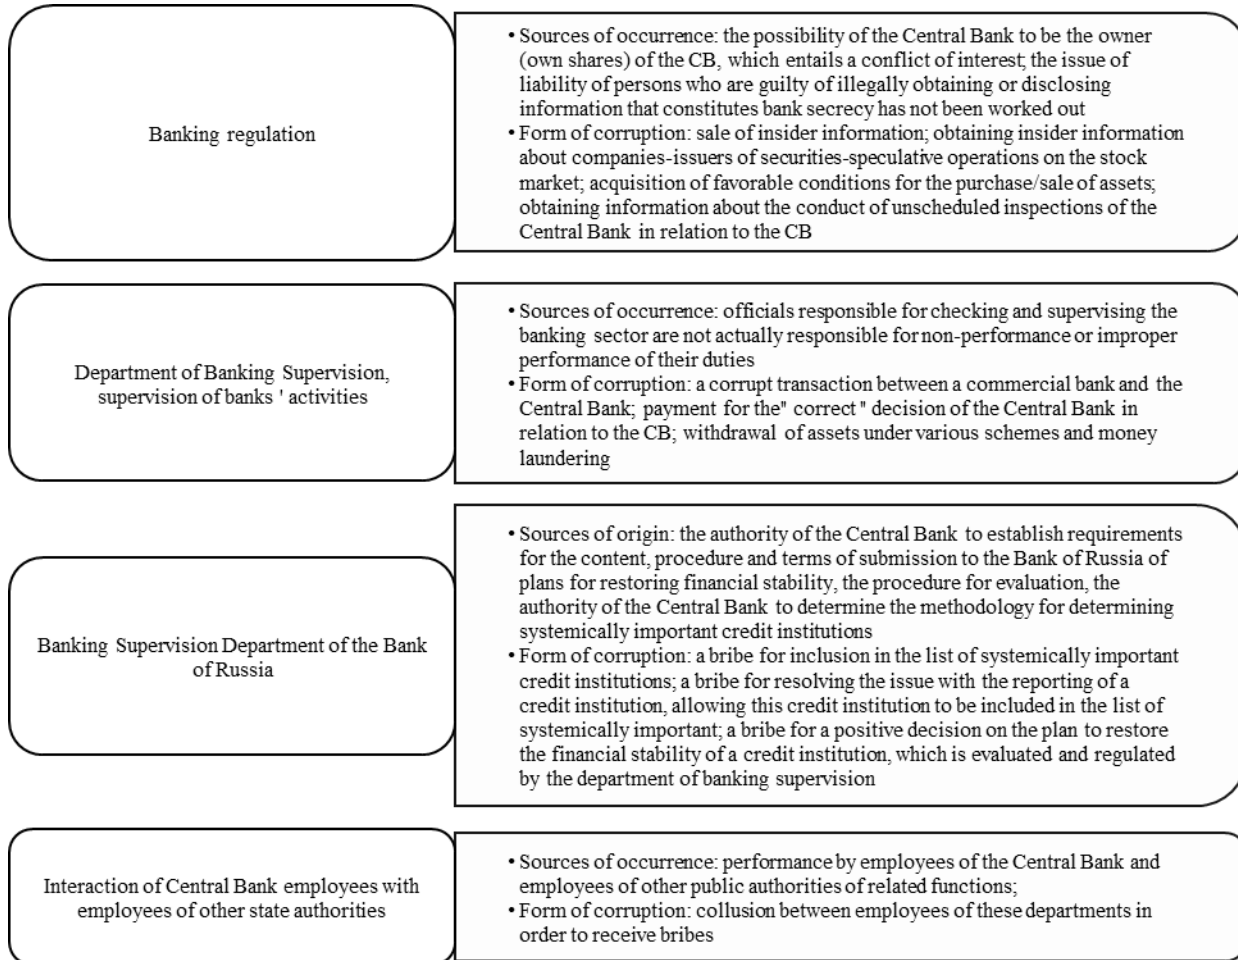 Banking regulation
• Sources of occurrence: the possibility of the Central Bank to be the owner
(own shares) of the CB, which entails a conflict of interest; the issue of
liability of persons who are guilty of illegally obtaining or disclosing
information that constitutes bank secrecy has not been worked out
• Form of corruption: sale of insider information; obtaining insider information
about companies-issuers of securities-speculative operations on the stock
market; acquisition of favorable conditions for the purchase/sale of assets;
obtaining information about the conduct of unscheduled inspections of the
Central Bank in relation to the CB
Department of Banking Supervision,
supervision of banks ' activities
• Sources of occurrence: officials responsible for checking and supervising the
banking sector are not actually responsible for non-performance or improper
performance of their duties
• Form of corruption: a corrupt transaction between a commercial bank and the
Central Bank; payment for the" correct " decision of the Central Bank in
relation to the CB; withdrawal of assets under various schemes and money
laundering
Banking Supervision Department of the Bank
of Russia
• Sources of origin: the authority of the Central Bank to establish requirements
for the content, procedure and terms of submission to the Bank of Russia of
plans for restoring financial stability, the procedure for evaluation, the
authority of the Central Bank to determine the methodology for determining
systemically important credit institutions
• Form of corruption: a bribe for inclusion in the list of systemically important
credit institutions; a bribe for resolving the issue with the reporting of a
credit institution, allowing this credit institution to be included in the list of
systemically important; a bribe for a positive decision on the plan to restore
the financial stability of a credit institution, which is evaluated and regulated
by the department of banking supervision
Interaction of Central Bank employees with
employees of other state authorities
• Sources of occurrence: performance by employees of the Central Bank and
employees of other public authorities of related functions;
• Form of corruption: collusion between employees of these departments in
order to receive bribes